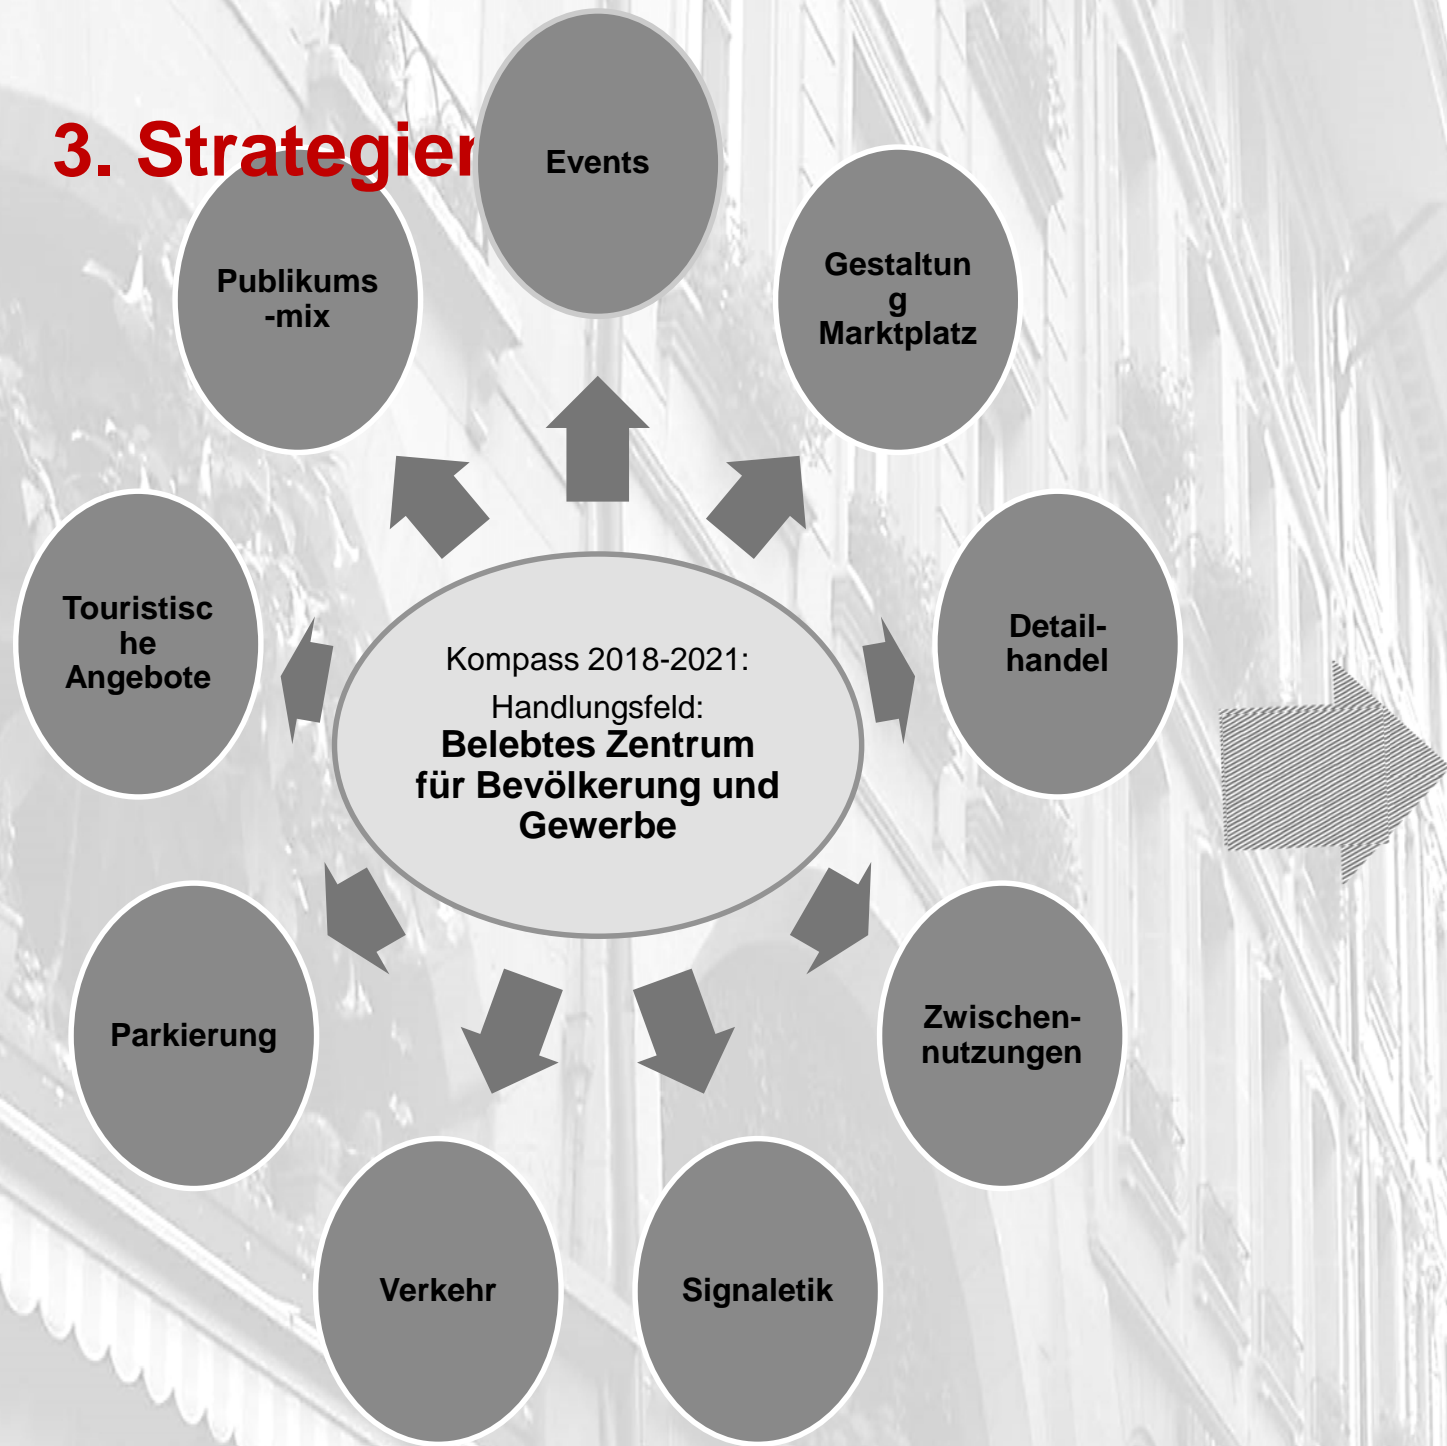 3. Strategien
Events
Publikums
-mix
Gestaltun
g
Marktplatz
Touristisc
he
Angebote
Kompass 2018-2021:
Handlungsfeld:
Belebtes Zentrum
für Bevölkerung und
Gewerbe
Detail-
handel
Parkierung
Zwischen-
nutzungen
Verkehr
Signaletik